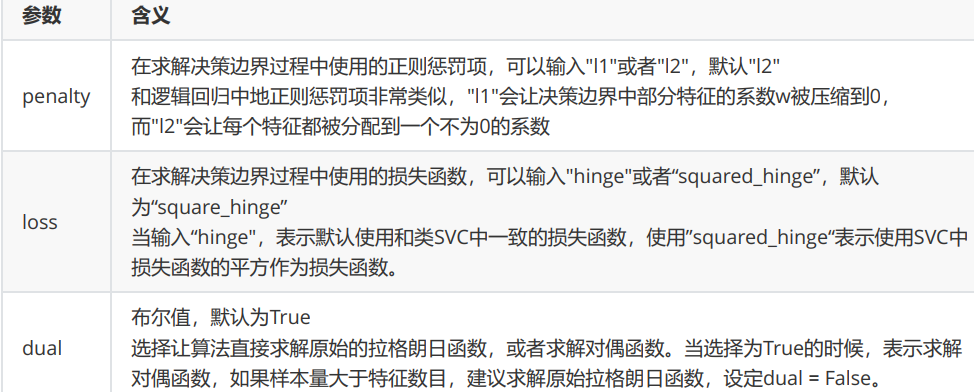 参数 含义
penalty
在求解决策边界过程中使用的正则惩罚项，可以输入"l1"或者"l2"，默认"l2"
和逻辑回归中地正则惩罚项非常类似，"l1"会让决策边界中部分特征的系数w被压缩到0，
而"l2"会让每个特征都被分配到一个不为0的系数
loss
在求解决策边界过程中使用的损失函数，可以输入"hinge"或者“squared_hinge”，默认
为“square_hinge”
当输入“hinge"，表示默认使用和类SVC中一致的损失函数，使用”squared_hinge“表示使用SVC中
损失函数的平方作为损失函数。
dual
布尔值，默认为True
选择让算法直接求解原始的拉格朗日函数，或者求解对偶函数。当选择为True的时候，表示求解
对偶函数，如果样本量大于特征数目，建议求解原始拉格朗日函数，设定dual = False。